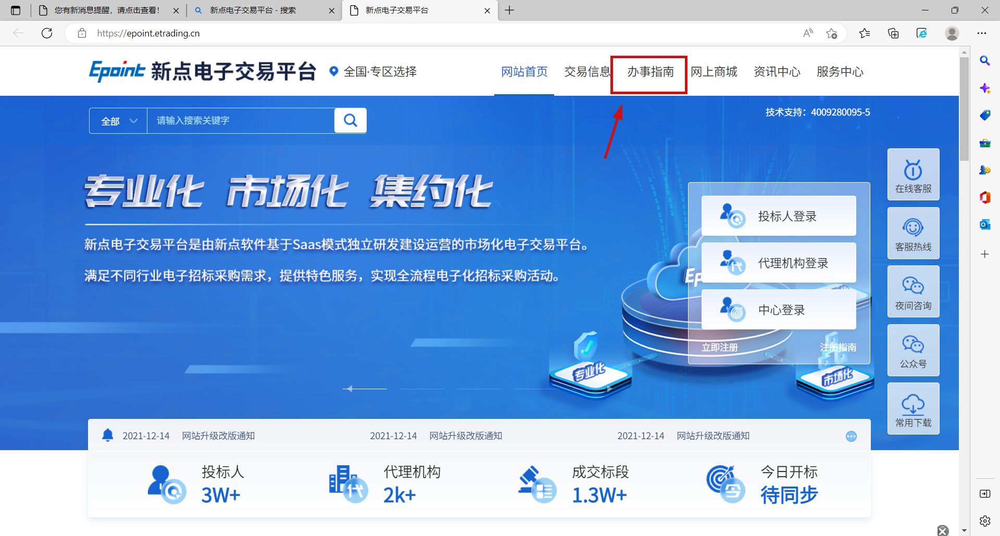 您有新消息提醒，请点击查看！
新点电子交易平台 - 搜索
新点电子交易平台
https://epoint.etrading.cn
Epoint 新点电子交易平台
全国·专区选择
网站首页
交易信息
办事指南
网上商城
资讯中心
服务中心
全部
请输入搜索关键字
技术支持：4009280095-5
专业化 市场化 集约化
新点电子交易平台是由新点软件基于Saas模式独立研发建设运营的市场化电子交易平台。
满足不同行业电子招标采购需求，提供特色服务，实现全流程电子化招标采购活动。
投标人登录
代理机构登录
中心登录
立即注册
注册指南
专业化
市场化
在线客服
客服热线
夜间咨询
公众号
常用下载
2021-12-14 网站升级改版通知
2021-12-14 网站升级改版通知
2021-12-14 网站升级改版通知
投标人
3W+
代理机构
2k+
成交标段
1.3W+
今日开标
待同步